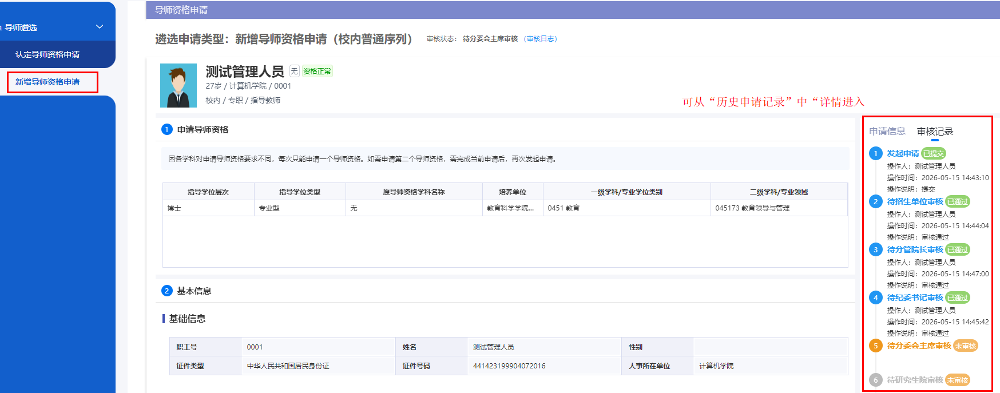 导师遴选
认定导师资格申请
新增导师资格申请
导师资格申请
遴选申请类型：新增导师资格申请（校内普通序列） 审核状态： 待分委会主席审核 （审核日志）
测试管理人员 无 资格正常
27岁 / 计算机学院 / 0001
校内 / 专职 / 指导教师
可从“历史申请记录”中“详情进入
1 申请导师资格
因各学科对申请导师资格要求不同，每次只能申请一个导师资格。如需申请第二个导师资格，需完成当前申请后，再次发起申请。
指导学位层次 指导学位类型 原导师资格学科名称 培养单位 一级学科/专业学位类别 二级学科/专业领域
博士 专业型 无 教育科学学院... 0451 教育 045173 教育领导与管理
2 基本信息
基础信息
职工号 0001 姓名 测试管理人员 性别
证件类型 中华人民共和国居民身份证 证件号码 441423199904072016 人事所在单位 计算机学院
申请信息 审核记录
1 发起申请 已提交
操作人：测试管理人员
操作时间：2026-05-15 14:43:10
操作说明：提交
2 待招生单位审核 已通过
操作人：测试管理人员
操作时间：2026-05-15 14:44:04
操作说明：审核通过
3 待分管院长审核 已通过
操作人：测试管理人员
操作时间：2026-05-15 14:47:00
操作说明：审核通过
4 待纪委书记审核 已通过
操作人：测试管理人员
操作时间：2026-05-15 14:45:42
操作说明：审核通过
5 待分委会主席审核 未审核
6 待研究生院审核 未审核